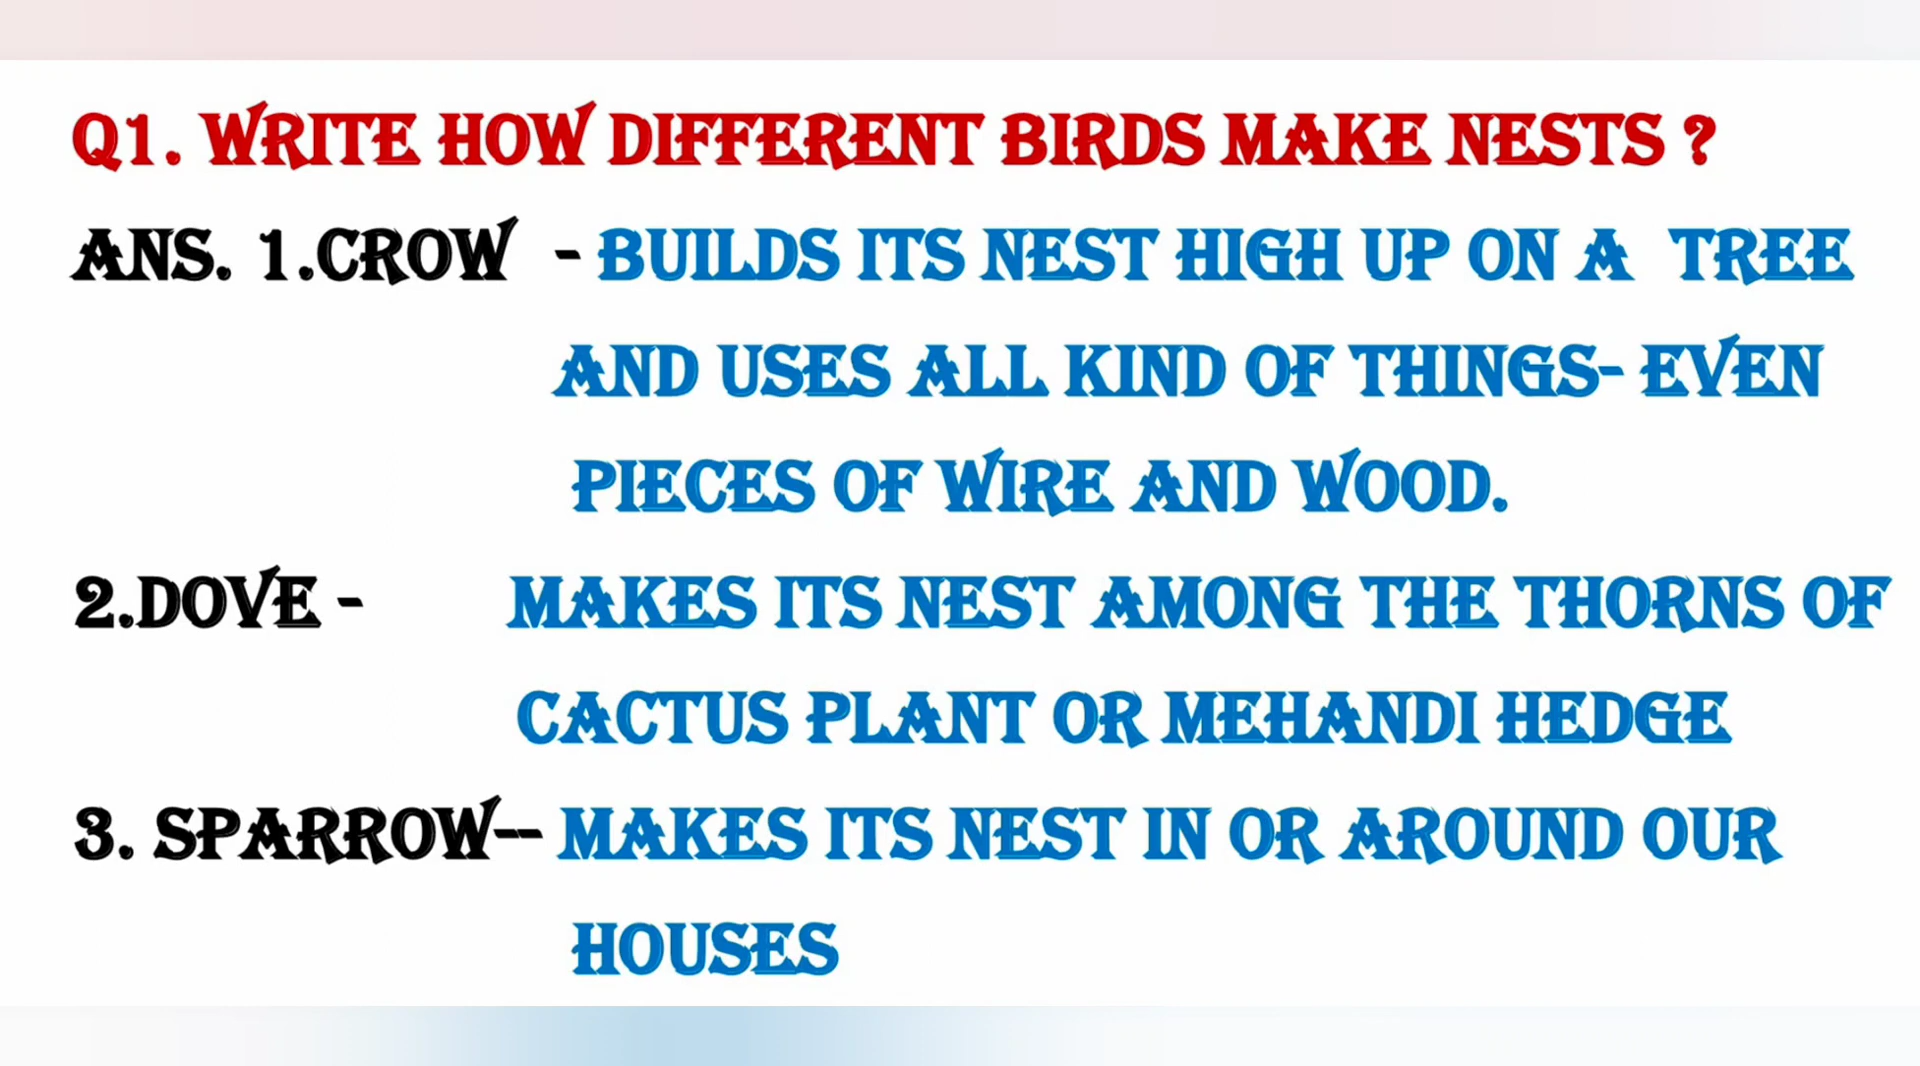 Q1. WRITE HOW DIFFERENT BIRDS MAKE NESTS ?
ANS. 1.CROW - BUILDS ITS NEST HIGH UP ON A TREE
AND USES ALL KIND OF THINGS- EVEN
PIECES OF WIRE AND WOOD.
2.DOVE - MAKES ITS NEST AMONG THE THORNS OF
CACTUS PLANT OR MEHANDI HEDGE
3. SPARROW-- MAKES ITS NEST IN OR AROUND OUR
HOUSES